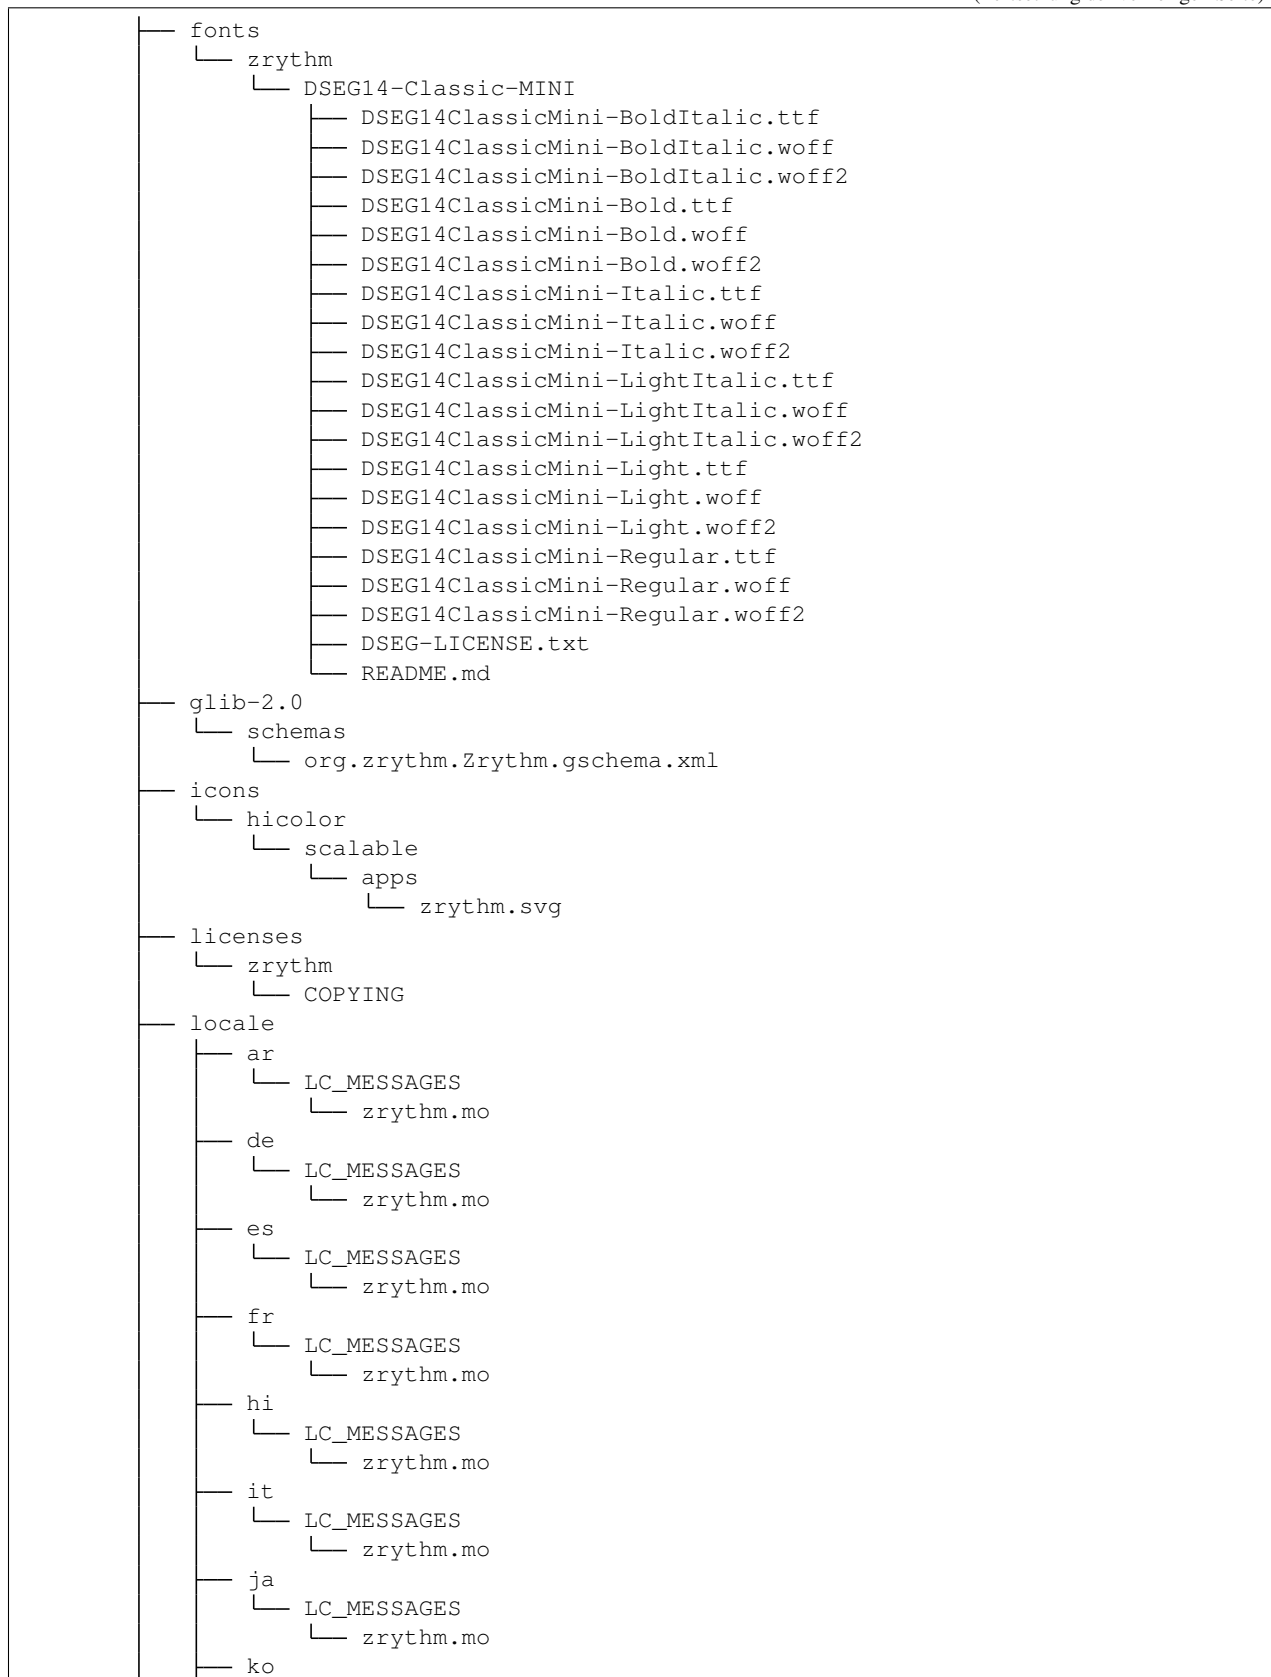 ├── fonts
│   └── zrythm
│       └── DSEG14-Classic-MINI
│           ├── DSEG14ClassicMini-BoldItalic.ttf
│           ├── DSEG14ClassicMini-BoldItalic.woff
│           ├── DSEG14ClassicMini-BoldItalic.woff2
│           ├── DSEG14ClassicMini-Bold.ttf
│           ├── DSEG14ClassicMini-Bold.woff
│           ├── DSEG14ClassicMini-Bold.woff2
│           ├── DSEG14ClassicMini-Italic.ttf
│           ├── DSEG14ClassicMini-Italic.woff
│           ├── DSEG14ClassicMini-Italic.woff2
│           ├── DSEG14ClassicMini-LightItalic.ttf
│           ├── DSEG14ClassicMini-LightItalic.woff
│           ├── DSEG14ClassicMini-LightItalic.woff2
│           ├── DSEG14ClassicMini-Light.ttf
│           ├── DSEG14ClassicMini-Light.woff
│           ├── DSEG14ClassicMini-Light.woff2
│           ├── DSEG14ClassicMini-Regular.ttf
│           ├── DSEG14ClassicMini-Regular.woff
│           ├── DSEG14ClassicMini-Regular.woff2
│           ├── DSEG-LICENSE.txt
│           └── README.md
├── glib-2.0
│   └── schemas
│       └── org.zrythm.Zrythm.gschema.xml
├── icons
│   └── hicolor
│       └── scalable
│           └── apps
│               └── zrythm.svg
├── licenses
│   └── zrythm
│       └── COPYING
├── locale
│   ├── ar
│   │   └── LC_MESSAGES
│   │       └── zrythm.mo
│   ├── de
│   │   └── LC_MESSAGES
│   │       └── zrythm.mo
│   ├── es
│   │   └── LC_MESSAGES
│   │       └── zrythm.mo
│   ├── fr
│   │   └── LC_MESSAGES
│   │       └── zrythm.mo
│   ├── hi
│   │   └── LC_MESSAGES
│   │       └── zrythm.mo
│   ├── it
│   │   └── LC_MESSAGES
│   │       └── zrythm.mo
│   ├── ja
│   │   └── LC_MESSAGES
│   │       └── zrythm.mo
│   ├── ko